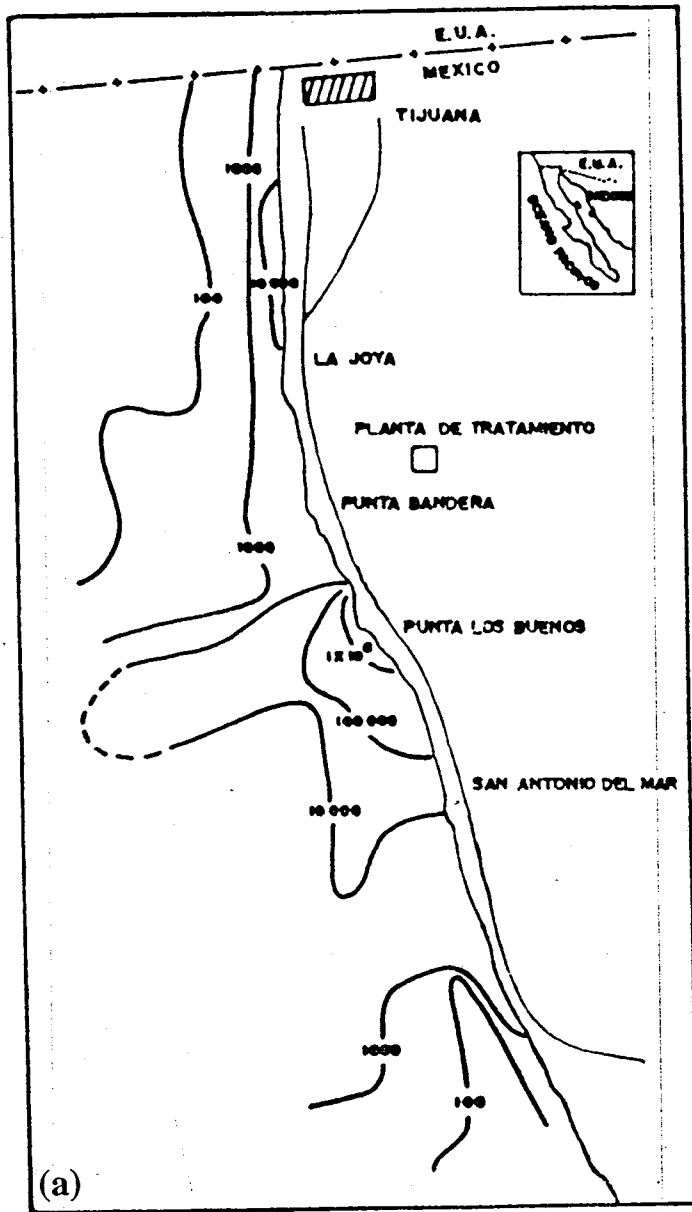 E.U.A.
MEXICO
TIJUANA
E.U.A.
1000
100
10 000
LA JOYA
PLANTA DE TRATAMIENTO
PUNTA BANDERA
1000
PUNTA LOS BUENOS
1 X 10⁶
100 000
SAN ANTONIO DEL MAR
10 000
1000
100
(a)